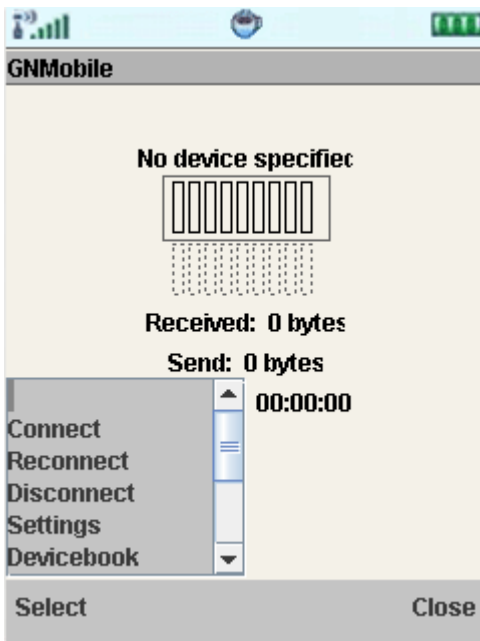 GNMobile
No device specified
Received: 0 bytes
Send: 0 bytes
00:00:00
Connect
Reconnect
Disconnect
Settings
Devicebook
Select
Close